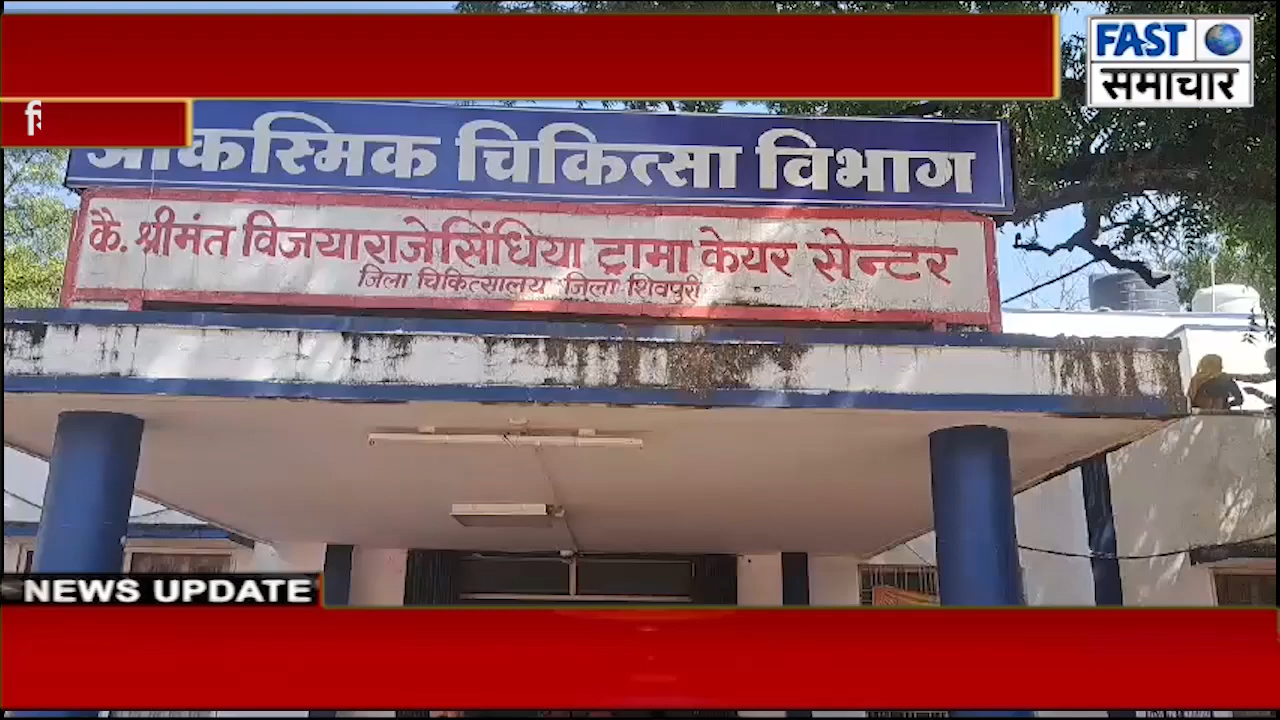 FAST
समाचार
आकस्मिक चिकित्सा विभाग
कै. श्रीमंत विजयाराजेसिंधिया ट्रामा केयर सेन्टर
जिला चिकित्सालय जिला शिवपुरी
NEWS UPDATE